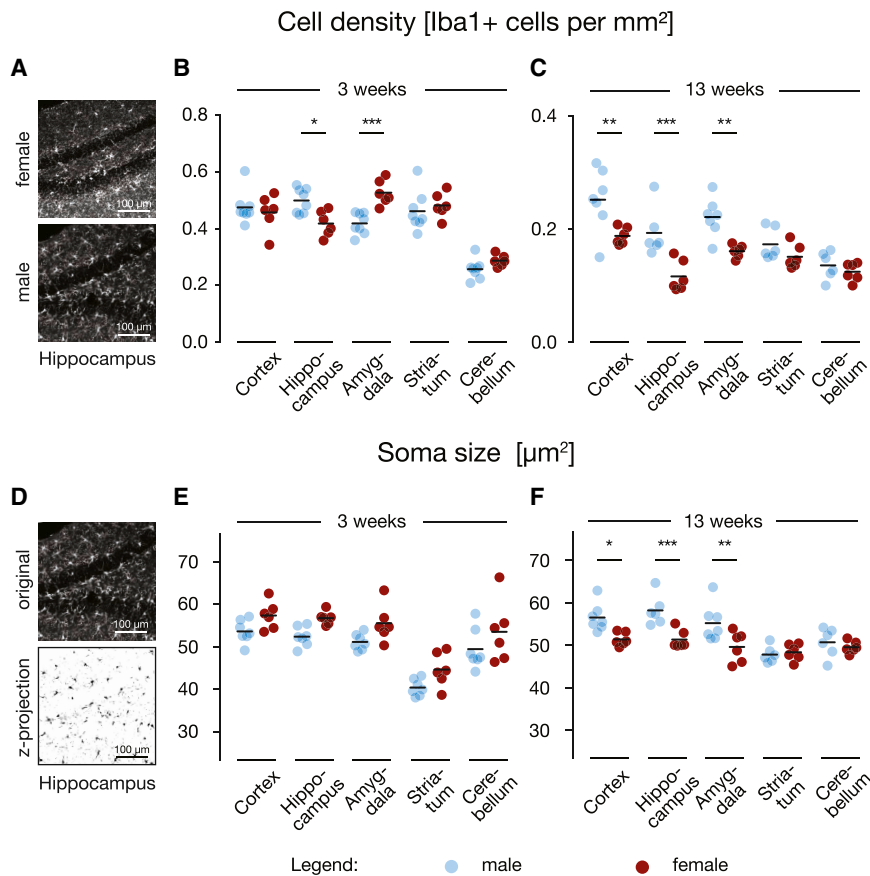 Cell density [Iba1+ cells per mm²]
A
female
100 µm
male
100 µm
Hippocampus
B
3 weeks
0.8
0.6
0.4
0.2
0.0
* ***
Cortex
Hippo-
campus
Amyg-
dala
Stria-
tum
Cere-
bellum
C
13 weeks
0.4
0.2
0.0
** *** **
Cortex
Hippo-
campus
Amyg-
dala
Stria-
tum
Cere-
bellum
Soma size [µm²]
D
original
100 µm
z-projection
100 µm
Hippocampus
E
3 weeks
70
60
50
40
30
Cortex
Hippo-
campus
Amyg-
dala
Stria-
tum
Cere-
bellum
F
13 weeks
70
60
50
40
30
* *** **
Cortex
Hippo-
campus
Amyg-
dala
Stria-
tum
Cere-
bellum
Legend: male female